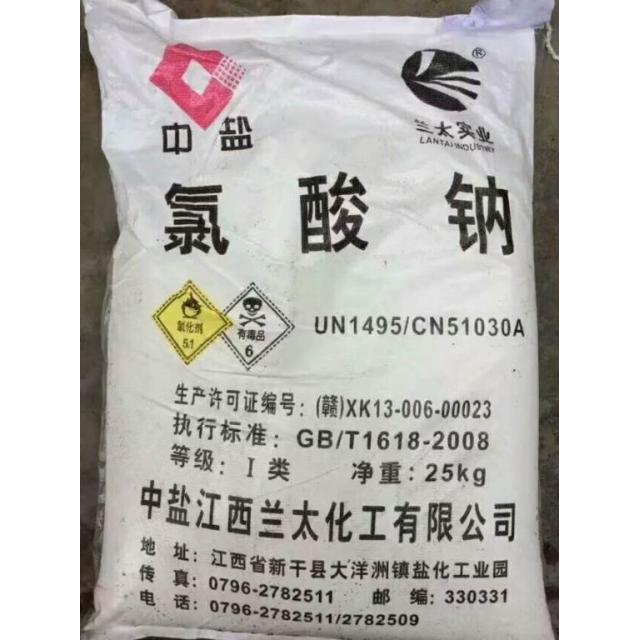 中盐
®
兰太实业
LANTAI INDUSTRY
氯酸钠
氧化剂
5.1
有毒品
6
UN1495/CN51030A
生产许可证编号：(赣)XK13-006-00023
执行标准：GB/T1618-2008
等级：I类 净重：25kg
中盐江西兰太化工有限公司
地 址：江西省新干县大洋洲镇盐化工业园
传 真：0796-2782511 邮 编：330331
电 话：0796-2782511/2782509